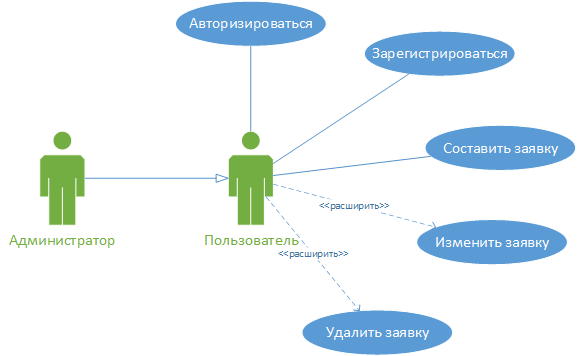 Авторизироваться
Зарегистрироваться
Составить заявку
<<расширить>>
Администратор
Пользователь
Изменить заявку
<<расширить>>
Удалить заявку